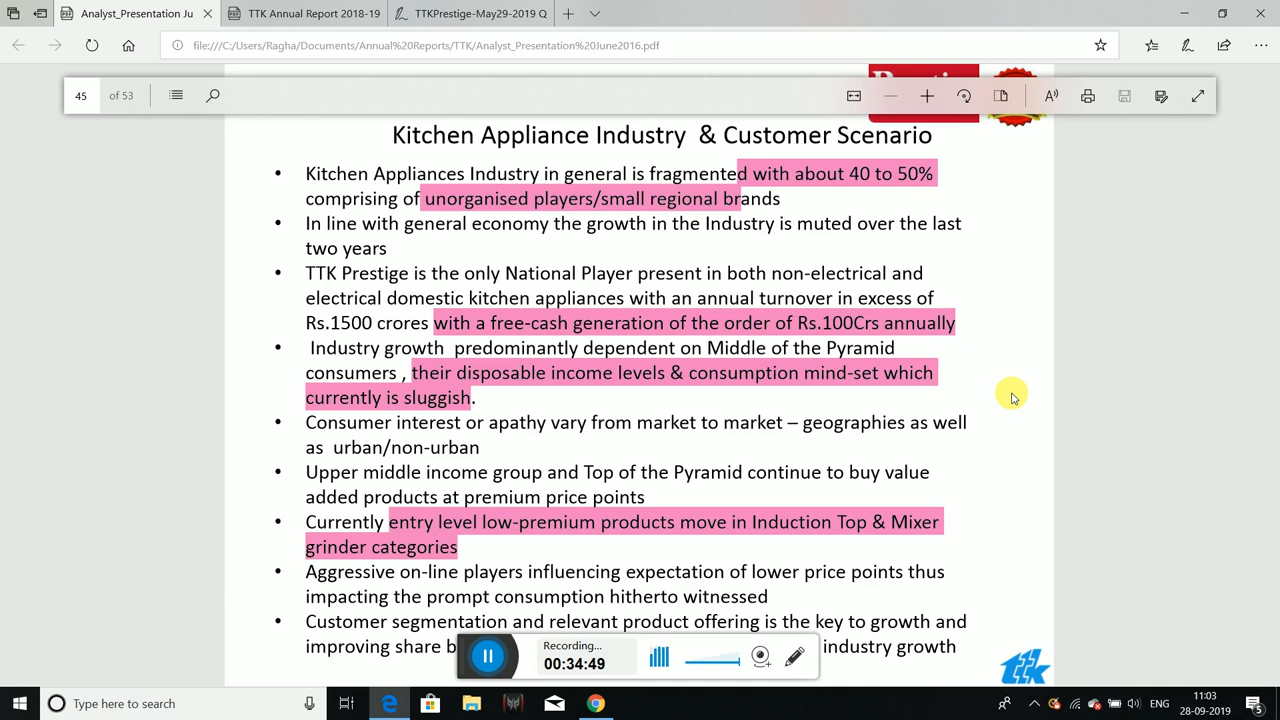 Analyst_Presentation Ju
TTK Annual Report 2018-19
TTKPrestige-May29-2019 Q
file:///C:/Users/Ragha/Documents/Annual%20Reports/TTK/Analyst_Presentation%20June2016.pdf
45 of 53
Kitchen Appliance Industry & Customer Scenario
• Kitchen Appliances Industry in general is fragmented with about 40 to 50%
comprising of unorganised players/small regional brands
• In line with general economy the growth in the Industry is muted over the last
two years
• TTK Prestige is the only National Player present in both non-electrical and
electrical domestic kitchen appliances with an annual turnover in excess of
Rs.1500 crores with a free-cash generation of the order of Rs.100Crs annually
• Industry growth predominantly dependent on Middle of the Pyramid
consumers , their disposable income levels & consumption mind-set which
currently is sluggish.
• Consumer interest or apathy vary from market to market – geographies as well
as urban/non-urban
• Upper middle income group and Top of the Pyramid continue to buy value
added products at premium price points
• Currently entry level low-premium products move in Induction Top & Mixer
grinder categories
• Aggressive on-line players influencing expectation of lower price points thus
impacting the prompt consumption hitherto witnessed
• Customer segmentation and relevant product offering is the key to growth and
improving share b
industry growth
Recording...
00:34:49
ttk
Type here to search
ENG
11:03
28-09-2019
5